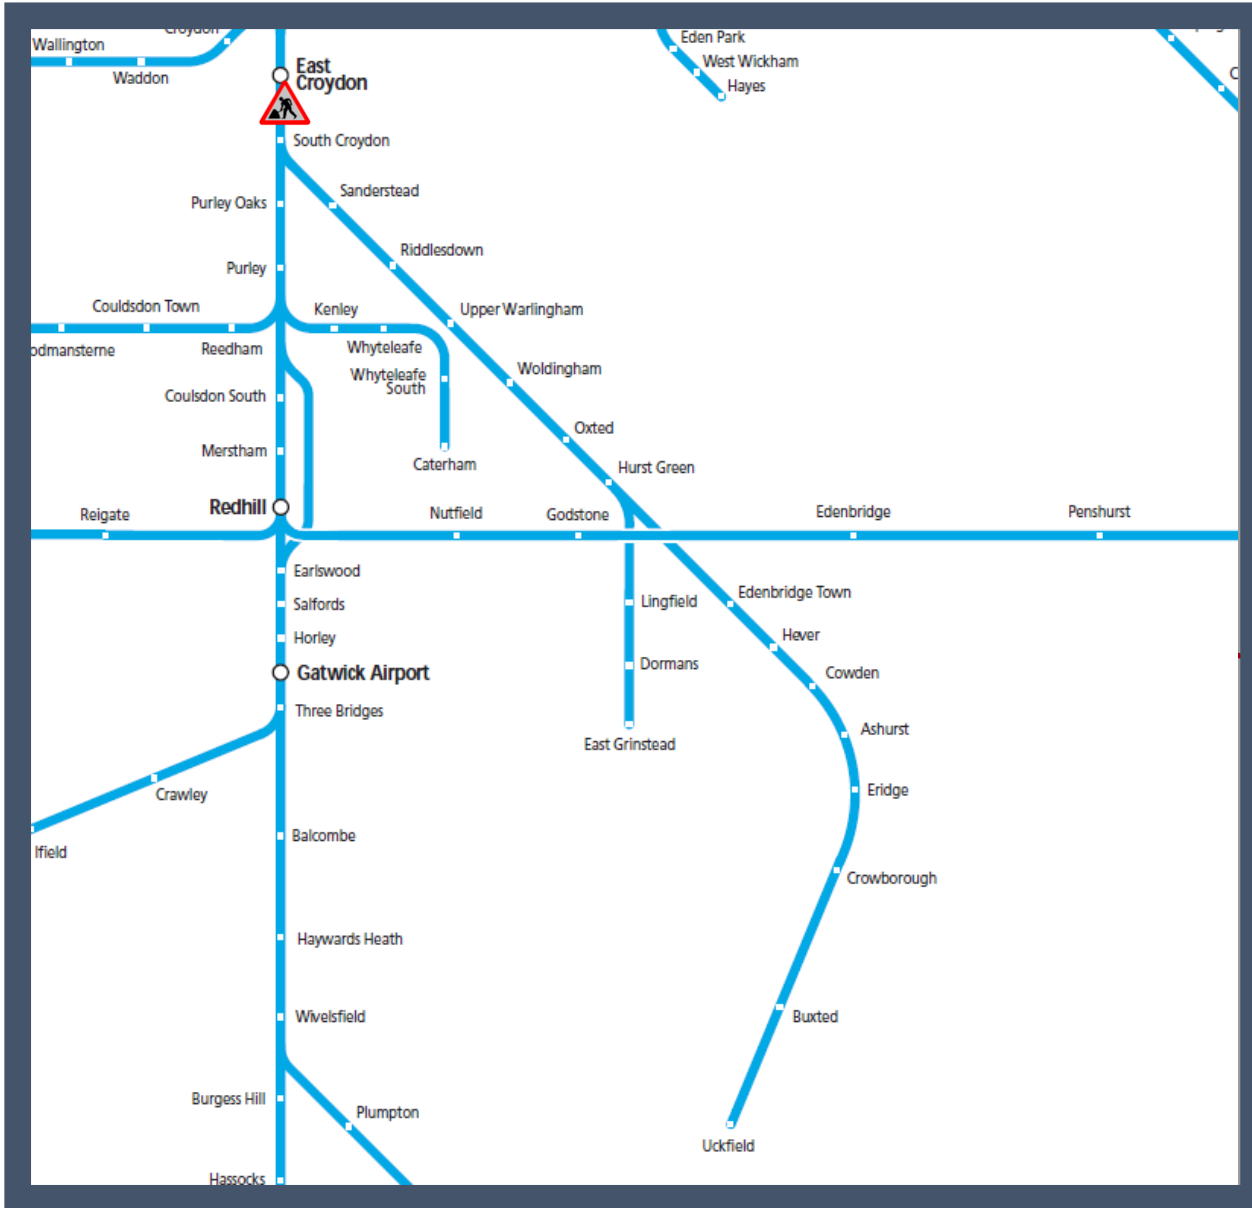 Croydon
Wallington
Waddon
East
Croydon
Eden Park
West Wickham
Hayes
South Croydon
Sanderstead
Purley Oaks
Riddlesdown
Purley
Couldsdon Town
Kenley
Upper Warlingham
odmansterne
Reedham
Whyteleafe
Whyteleafe
South
Woldingham
Coulsdon South
Oxted
Merstham
Caterham
Hurst Green
Redhill
Reigate
Nutfield
Godstone
Edenbridge
Penshurst
Earlswood
Salfords
Lingfield
Edenbridge Town
Horley
Hever
Gatwick Airport
Dormans
Cowden
Three Bridges
Ashurst
East Grinstead
Crawley
Eridge
Balcombe
Ifield
Crowborough
Haywards Heath
Wivelsfield
Buxted
Burgess Hill
Plumpton
Uckfield
Hassocks